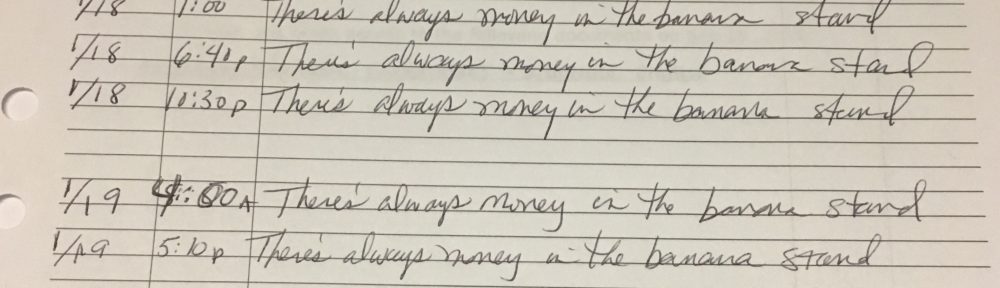 1/18 1:00 There's always money in the banana stand
1/18 6:40p There's always money in the banana stand
1/18 10:30p There's always money in the banana stand
1/19 4:00A There's always money in the banana stand
1/19 5:10p There's always money in the banana stand